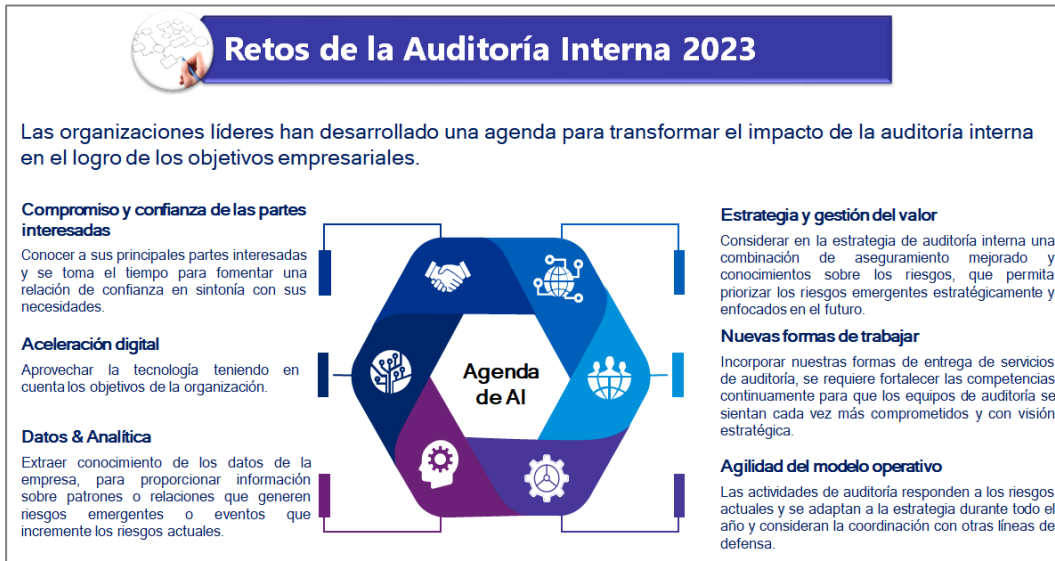 Retos de la Auditoría Interna 2023
Las organizaciones líderes han desarrollado una agenda para transformar el impacto de la auditoría interna
en el logro de los objetivos empresariales.
Compromiso y confianza de las partes
interesadas
Conocer a sus principales partes interesadas
y se toma el tiempo para fomentar una
relación de confianza en sintonía con sus
necesidades.
Aceleración digital
Aprovechar la tecnología teniendo en
cuenta los objetivos de la organización.
Datos & Analítica
Extraer conocimiento de los datos de la
empresa, para proporcionar información
sobre patrones o relaciones que generen
riesgos emergentes o eventos que
incremente los riesgos actuales.
Agenda
de AI
Estrategia y gestión del valor
Considerar en la estrategia de auditoría interna una
combinación de aseguramiento mejorado y
conocimientos sobre los riesgos, que permita
priorizar los riesgos emergentes estratégicamente y
enfocados en el futuro.
Nuevas formas de trabajar
Incorporar nuestras formas de entrega de servicios
de auditoría, se requiere fortalecer las competencias
continuamente para que los equipos de auditoría se
sientan cada vez más comprometidos y con visión
estratégica.
Agilidad del modelo operativo
Las actividades de auditoría responden a los riesgos
actuales y se adaptan a la estrategia durante todo el
año y consideran la coordinación con otras líneas de
defensa.